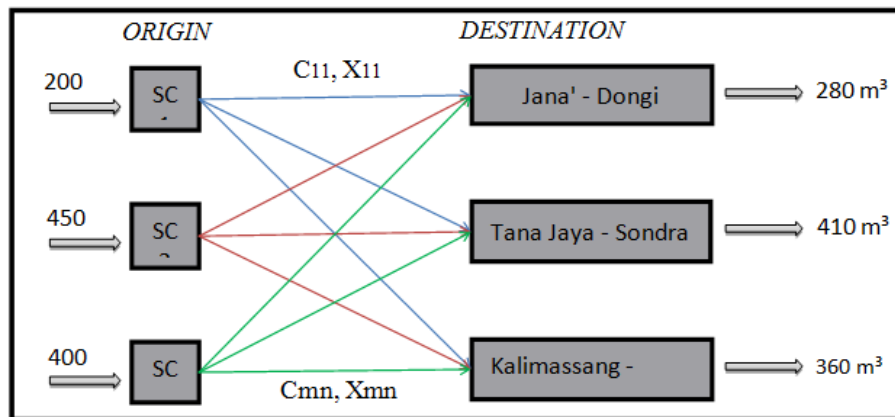 ORIGIN
DESTINATION
C11, X11
200
SC
Jana' - Dongi
280 m³
450
SC
Tana Jaya - Sondra
410 m³
400
SC
Kalimassang -
360 m³
Cmn, Xmn